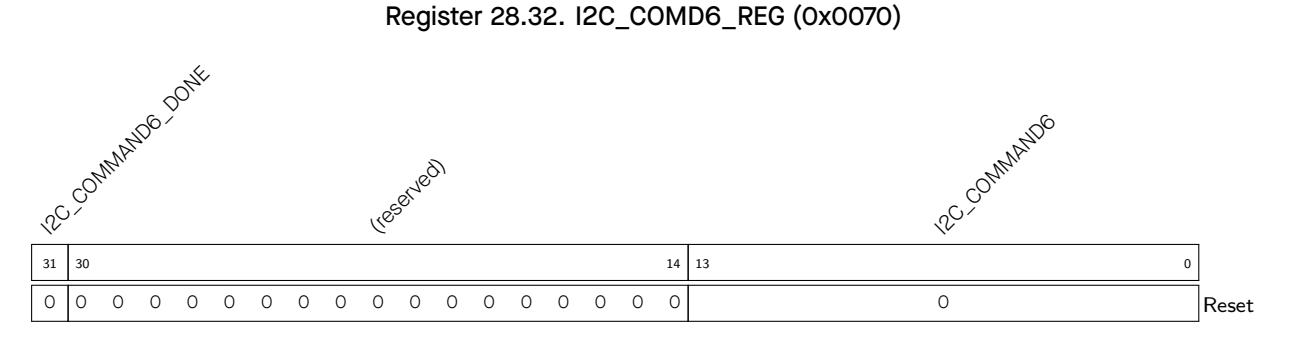 Register 28.32. I2C_COMD6_REG (0x0070)
I2C_COMMAND6_DONE
(reserved)
I2C_COMMAND6
31 30 14 13 0
0 0 0 0 0 0 0 0 0 0 0 0 0 0 0 0 0 0 0 Reset